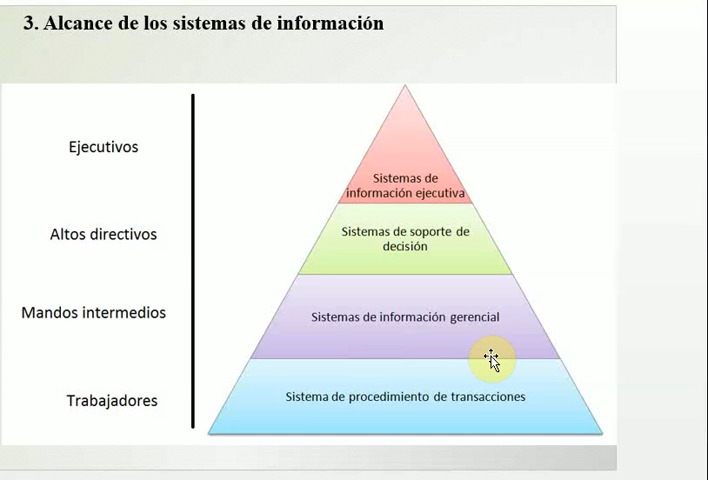 3. Alcance de los sistemas de información
Ejecutivos
Sistemas de
información ejecutiva
Altos directivos
Sistemas de soporte de
decisión
Mandos intermedios
Sistemas de información gerencial
Trabajadores
Sistema de procedimiento de transacciones